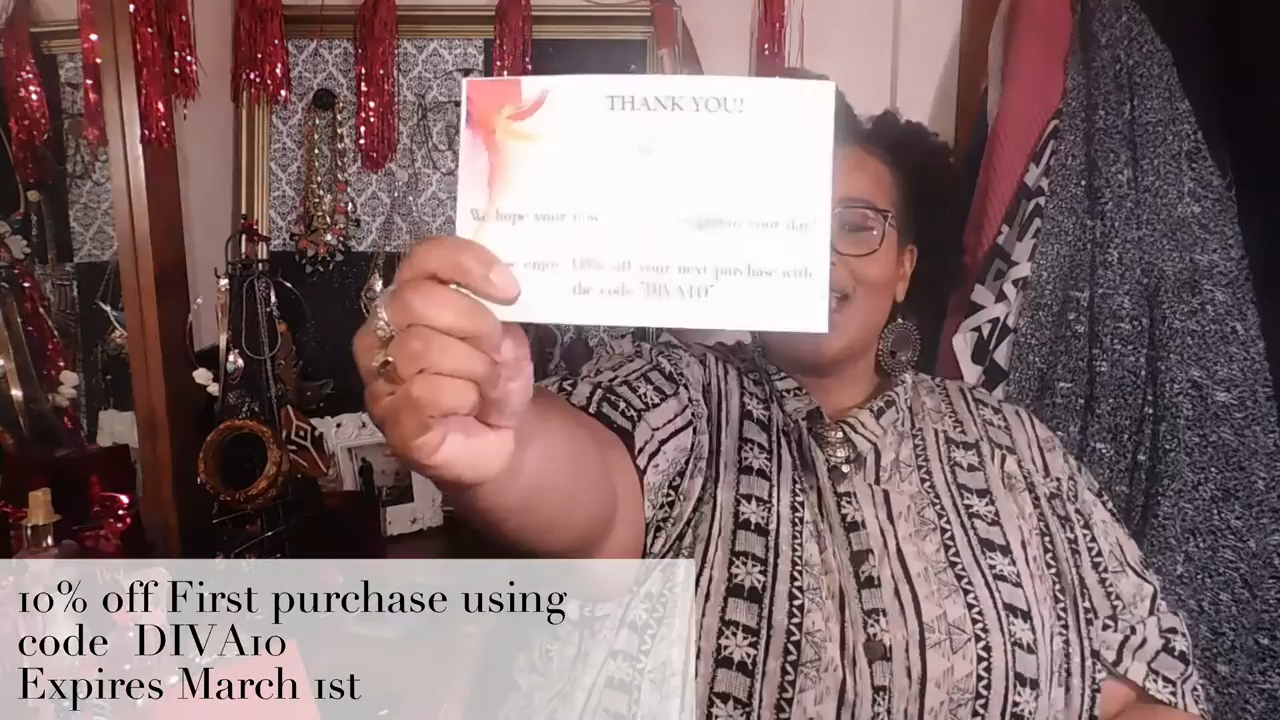 THANK YOU!
We hope your new your day!
enjoy 10% off your next purchase with
the code "DIVA10"
10% off First purchase using
code DIVA10
Expires March 1st